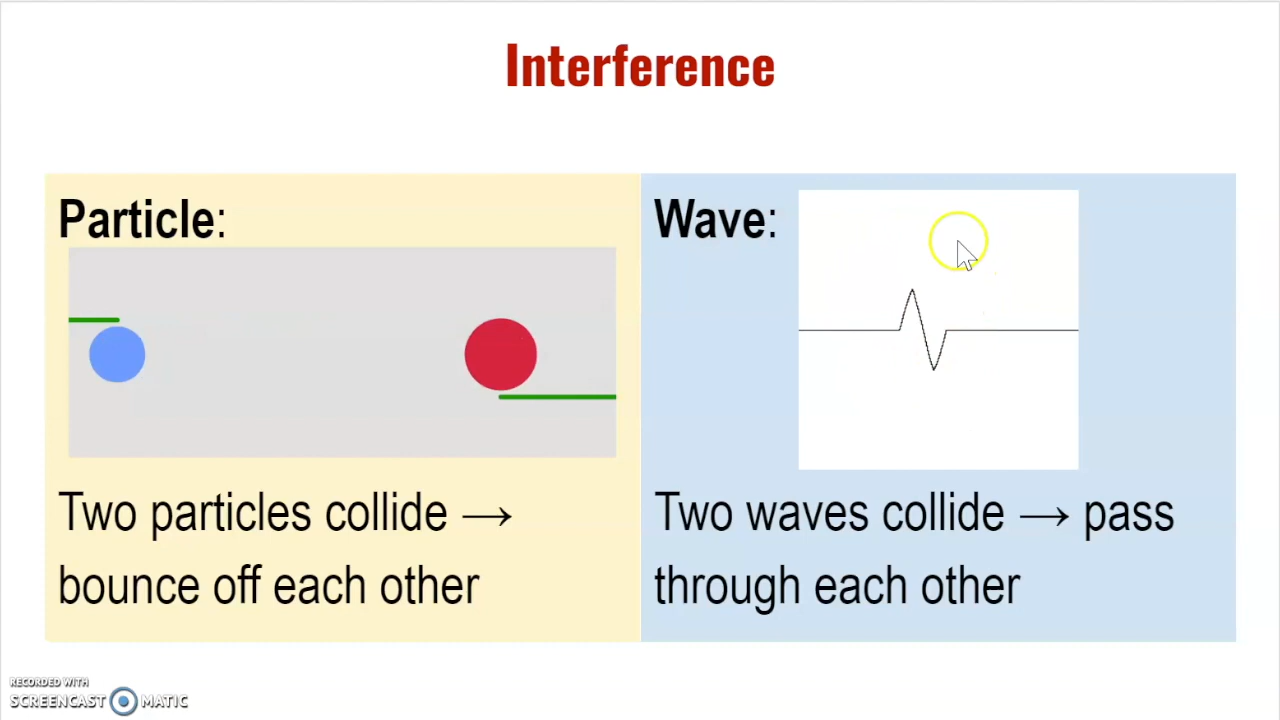 Interference
Particle:
Two particles collide →
bounce off each other
Wave:
Two waves collide → pass
through each other
RECORDED WITH
SCREENCAST MATIC